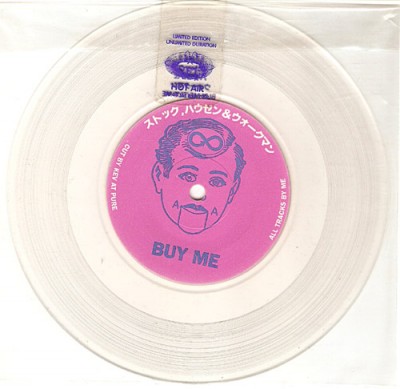 LIMITED EDITION
UNLIMITED DURATION
HOT AIR
ストック,ハウゼン&ウォークマン
CUT BY KEV AT PURE
ALL TRACKS BY ME
A A
BUY ME